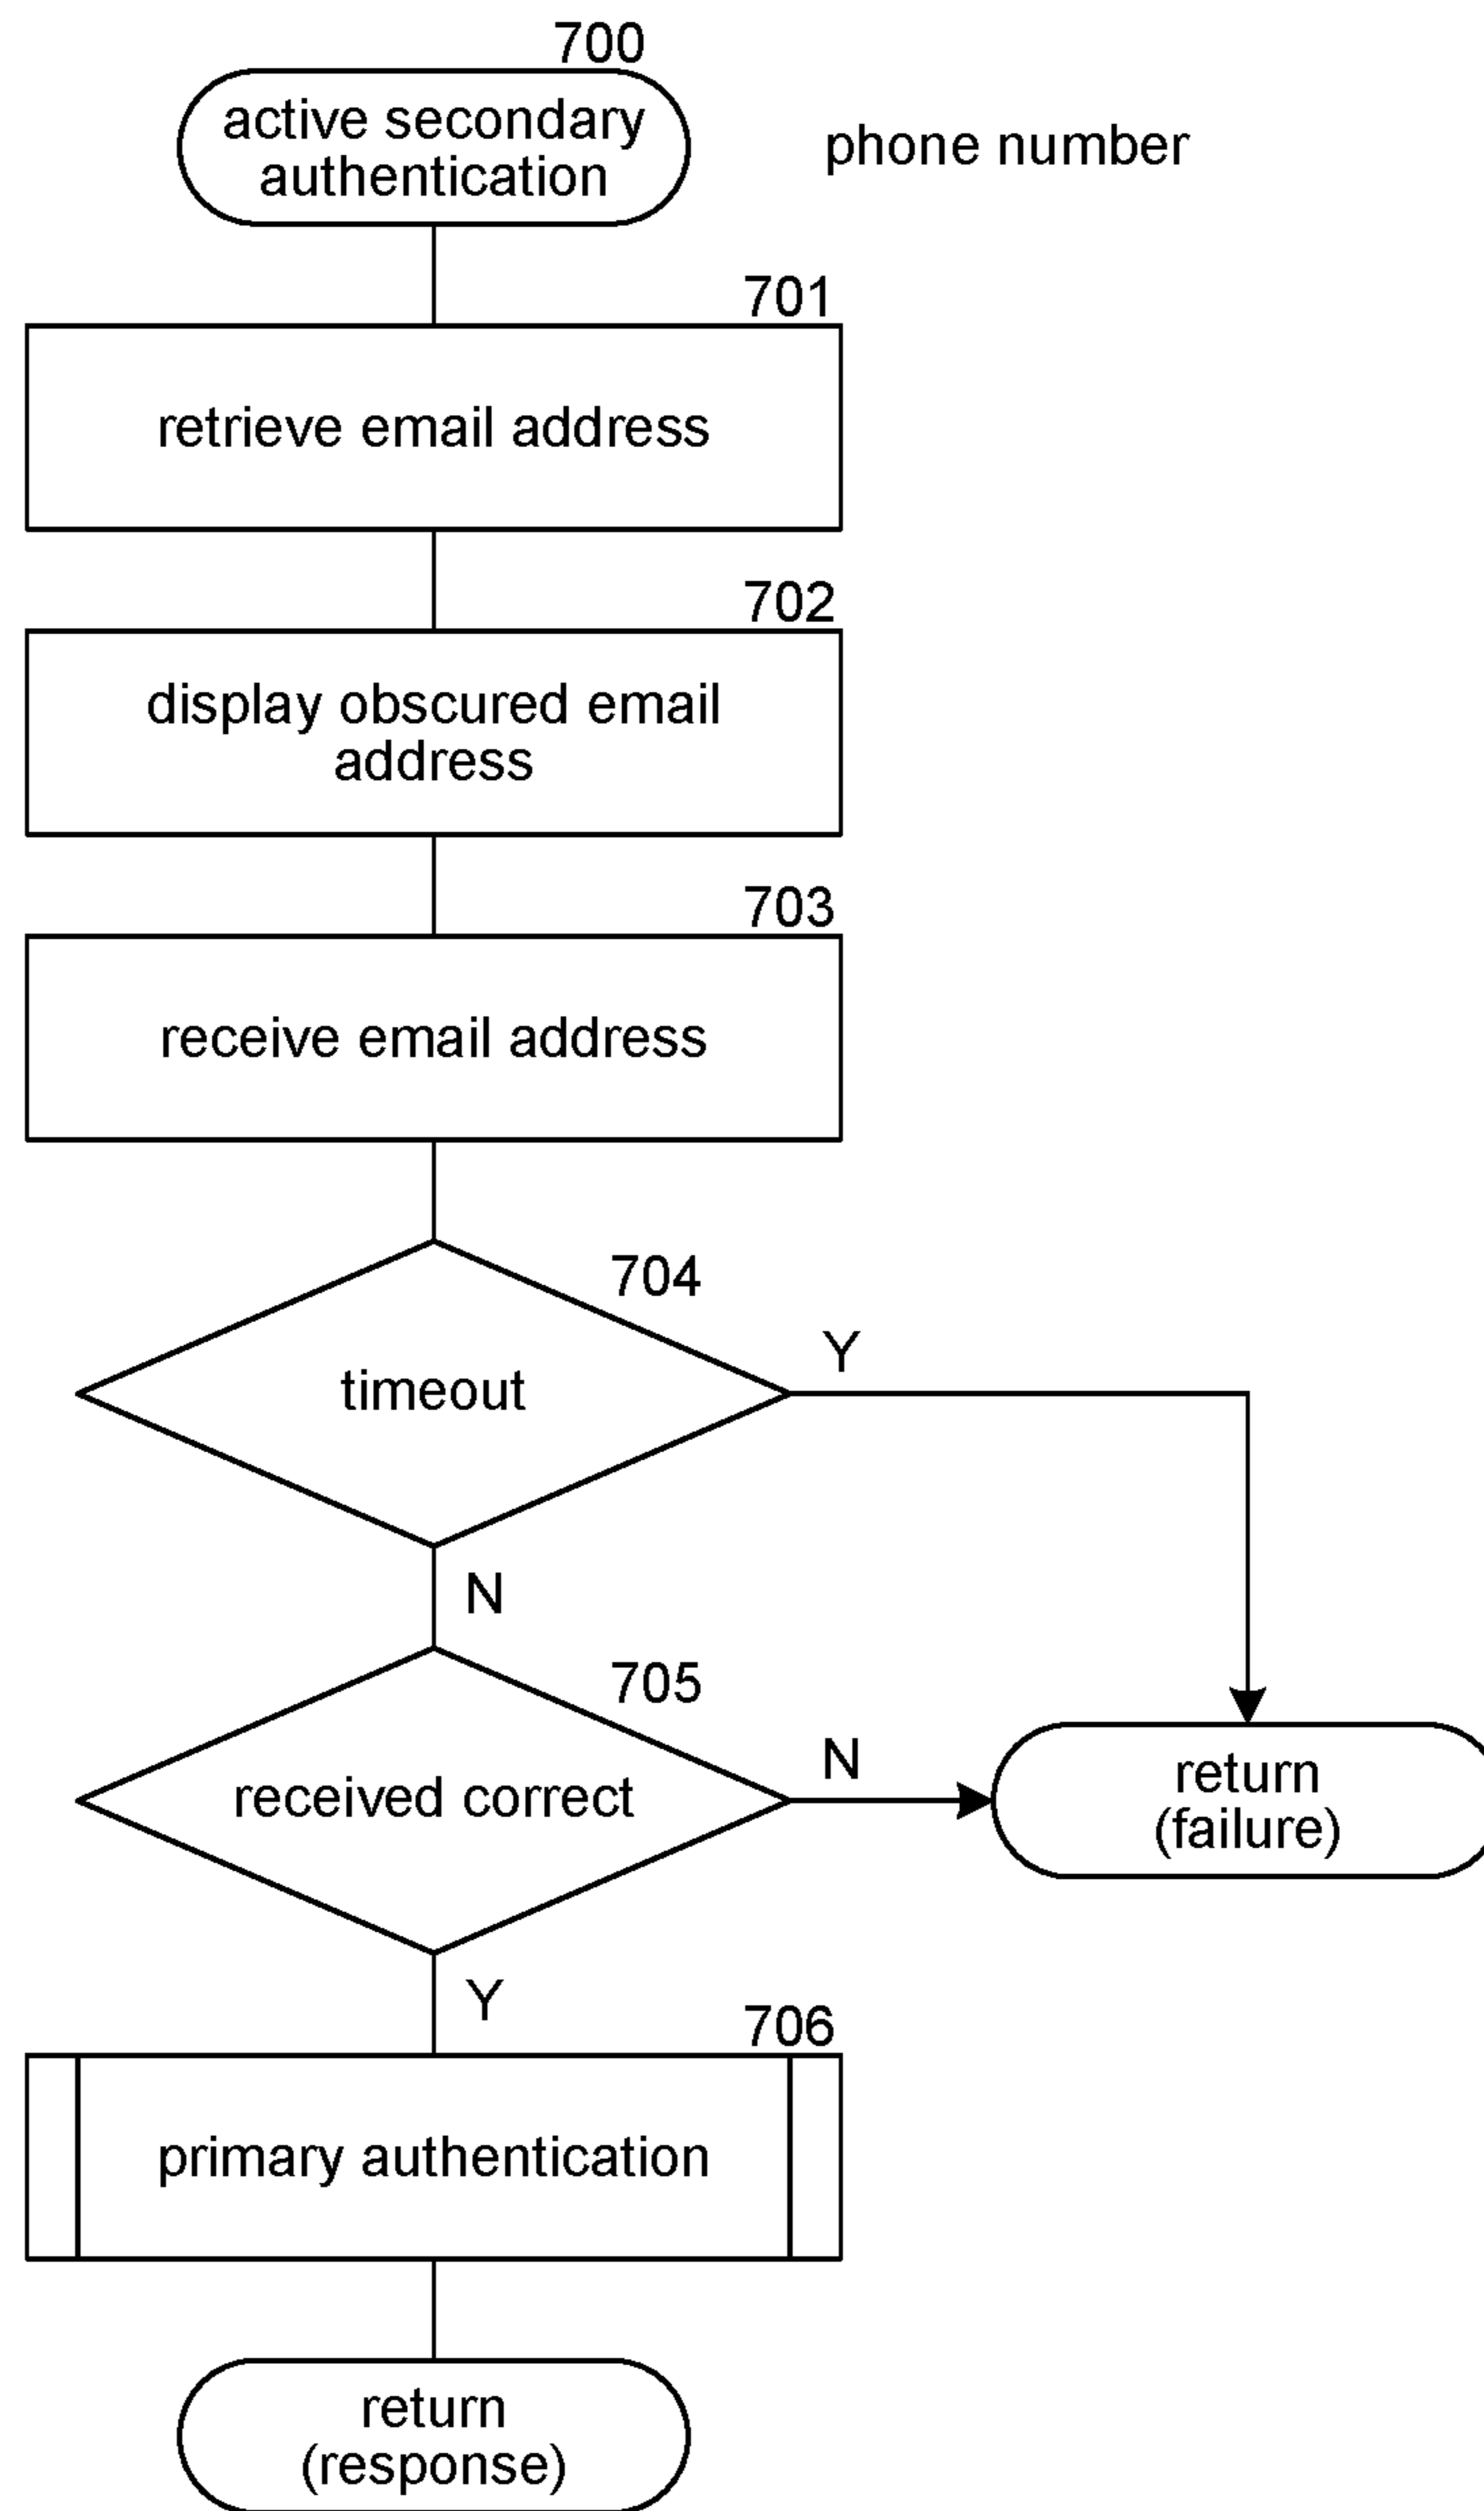 700
active secondary
authentication
phone number
701
retrieve email address
702
display obscured email
address
703
receive email address
704
timeout
Y
N
705
received correct
N
return
(failure)
Y
706
primary authentication
return
(response)